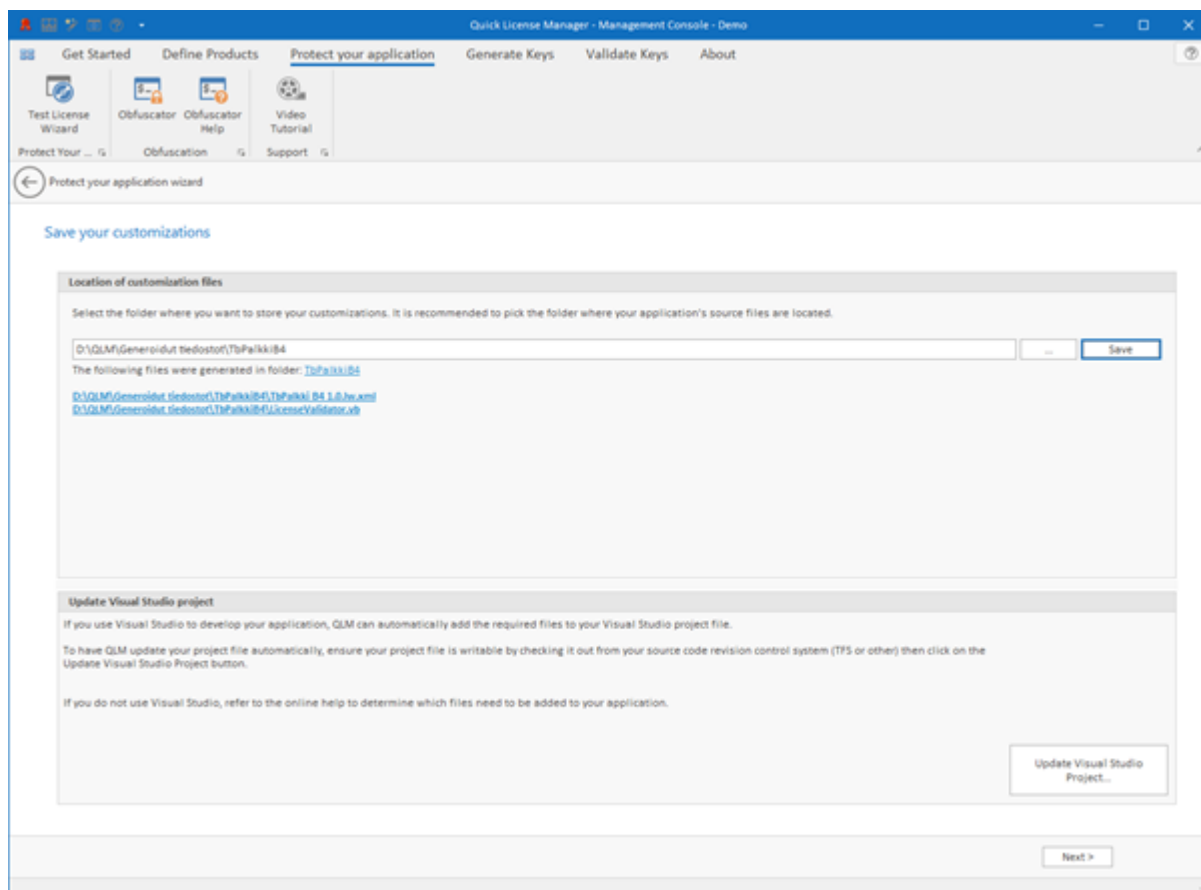 Quick License Manager - Management Console - Demo
Get Started Define Products Protect your application Generate Keys Validate Keys About
Test License Wizard
Obfuscator
Obfuscator Help
Video Tutorial
Protect Your ... Obfuscation Support
Protect your application wizard
Save your customizations
Location of customization files
Select the folder where you want to store your customizations. It is recommended to pick the folder where your application's source files are located.
D:\QLM\Generoidut tiedostot\TbPalkkiB4 ... Save
The following files were generated in folder: TbPalkkiB4
D:\QLM\Generoidut tiedostot\TbPalkkiB4\TbPalkki B4 1.0.lw.xml
D:\QLM\Generoidut tiedostot\TbPalkkiB4\LicenseValidator.vb
Update Visual Studio project
If you use Visual Studio to develop your application, QLM can automatically add the required files to your Visual Studio project file.
To have QLM update your project file automatically, ensure your project file is writable by checking it out from your source code revision control system (TFS or other) then click on the
Update Visual Studio Project button.
If you do not use Visual Studio, refer to the online help to determine which files need to be added to your application.
Update Visual Studio
Project...
Next >